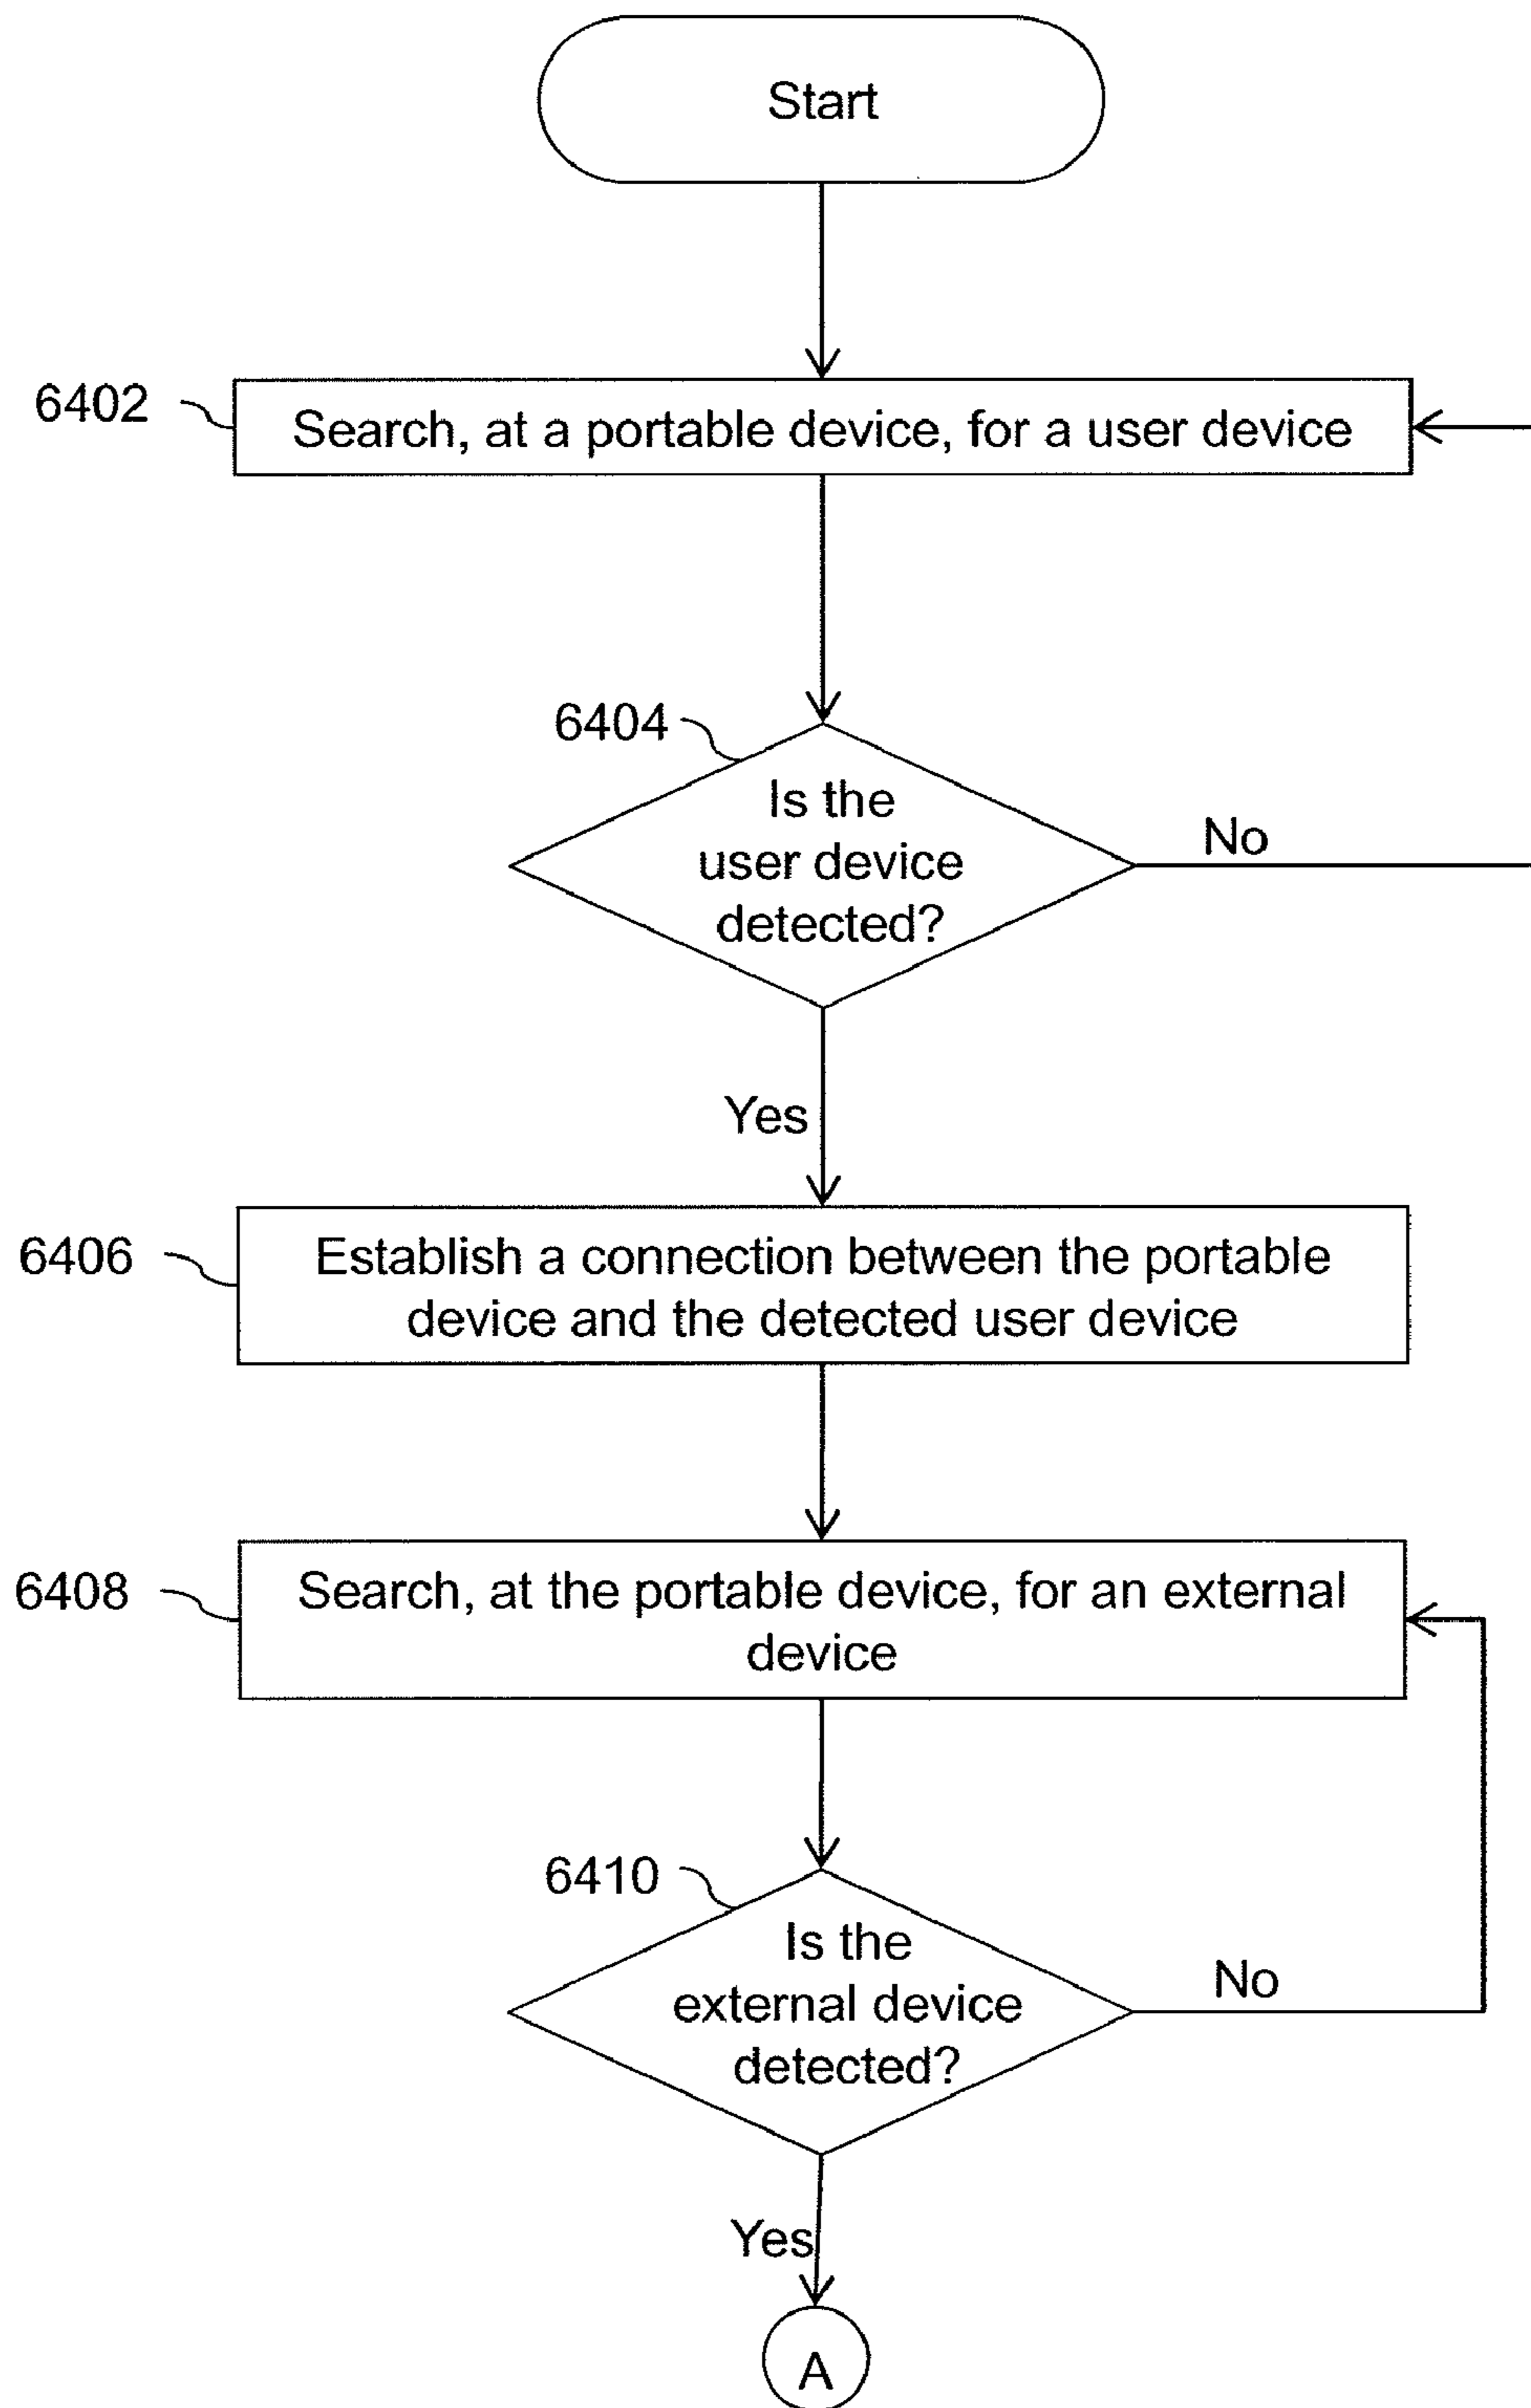 Start
6402
Search, at a portable device, for a user device
6404
Is the
user device
detected?
No
Yes
6406
Establish a connection between the portable
device and the detected user device
6408
Search, at the portable device, for an external
device
6410
Is the
external device
detected?
No
Yes
A